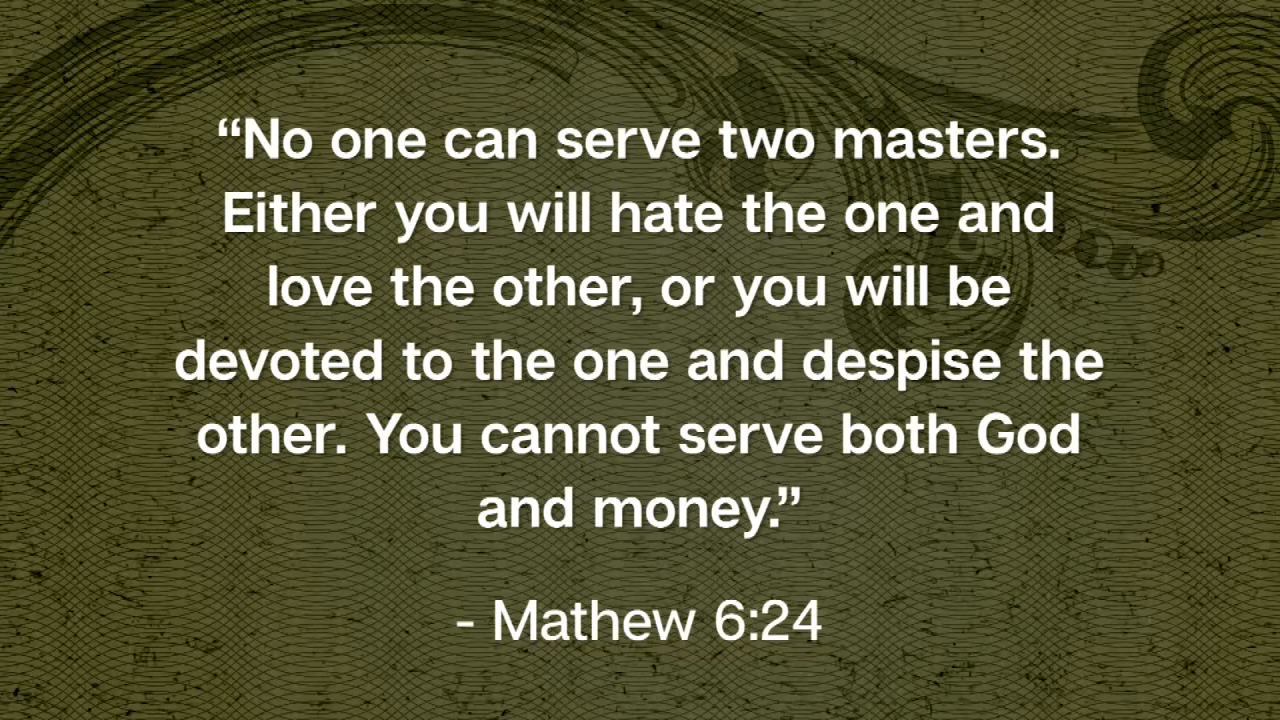 “No one can serve two masters.
Either you will hate the one and
love the other, or you will be
devoted to the one and despise the
other. You cannot serve both God
and money.”
- Mathew 6:24